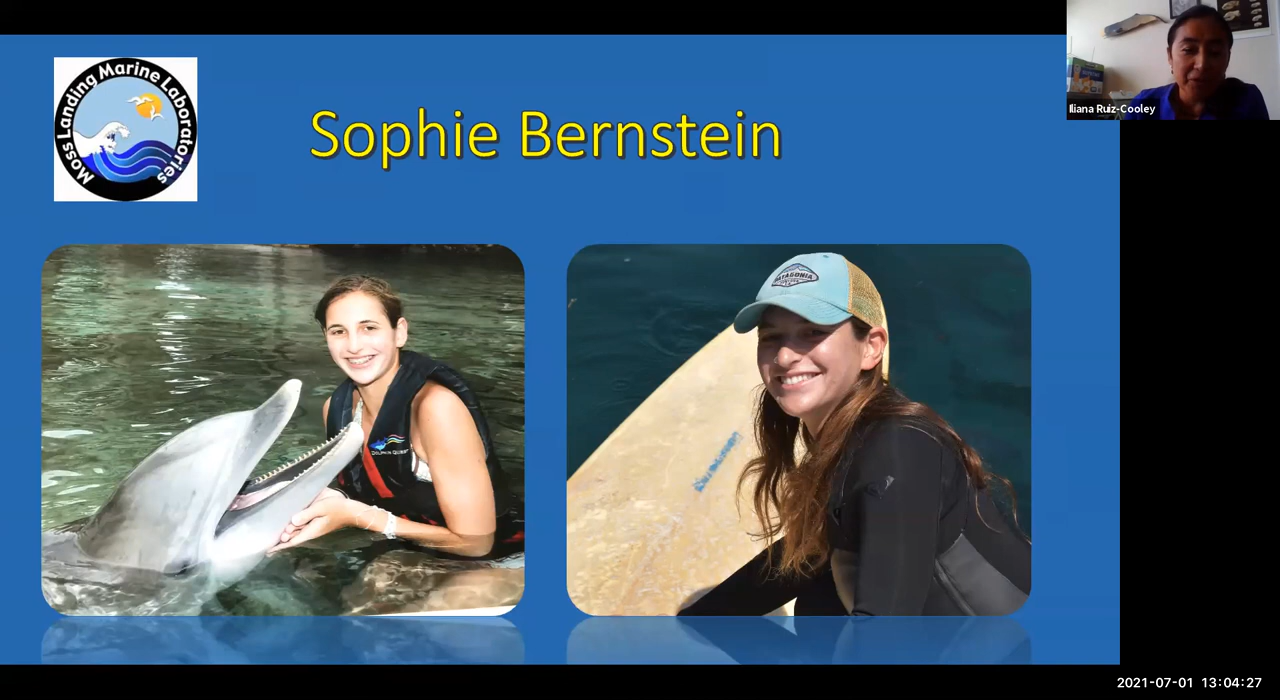 Moss Landing Marine Laboratories
Sophie Bernstein
Iliana Ruiz-Cooley
PATAGONIA
DOLPHIN QUEST
2021-07-01 13:04:27